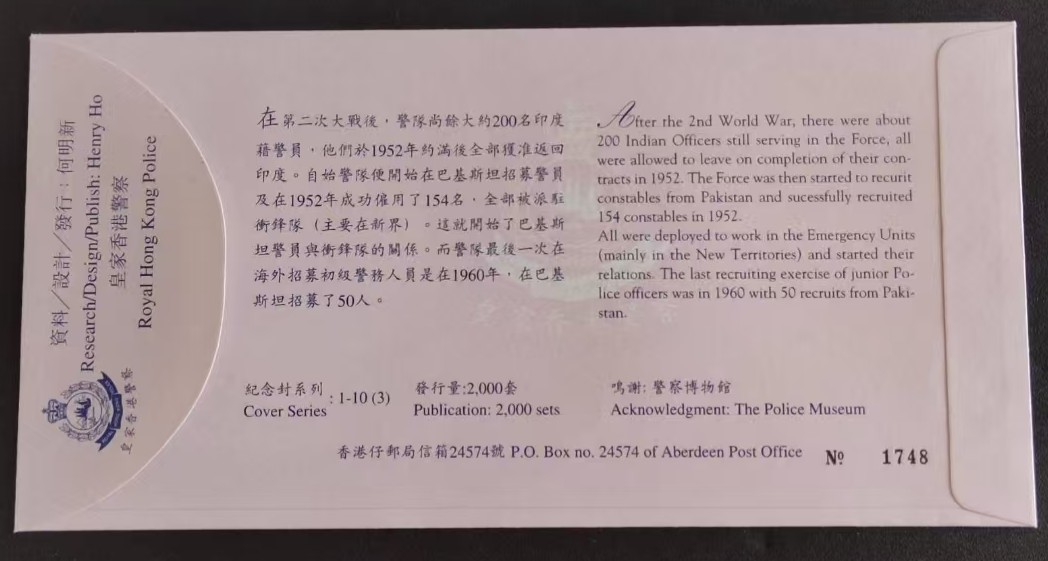 資料／設計／發行：何明新
Research/Design/Publish: Henry Ho
皇家香港警察
Royal Hong Kong Police
皇家香港警察
在第二次大戰後，警隊尚餘大約200名印度
籍警員，他們於1952年約滿後全部獲准返回
印度。自始警隊便開始在巴基斯坦招募警員
及在1952年成功僱用了154名，全部被派駐
衝鋒隊（主要在新界）。這就開始了巴基斯
坦警員與衝鋒隊的關係。而警隊最後一次在
海外招募初級警務人員是在1960年，在巴基
斯坦招募了50人。
After the 2nd World War, there were about
200 Indian Officers still serving in the Force, all
were allowed to leave on completion of their con-
tracts in 1952. The Force was then started to recurit
constables from Pakistan and sucessfully recruited
154 constables in 1952.
All were deployed to work in the Emergency Units
(mainly in the New Territories) and started their
relations. The last recruiting exercise of junior Po-
lice officers was in 1960 with 50 recruits from Paki-
stan.
紀念封系列
Cover Series : 1-10 (3)
發行量:2,000套
Publication: 2,000 sets
鳴謝: 警察博物館
Acknowledgment: The Police Museum
香港仔郵局信箱24574號 P.O. Box no. 24574 of Aberdeen Post Office
№ 1748